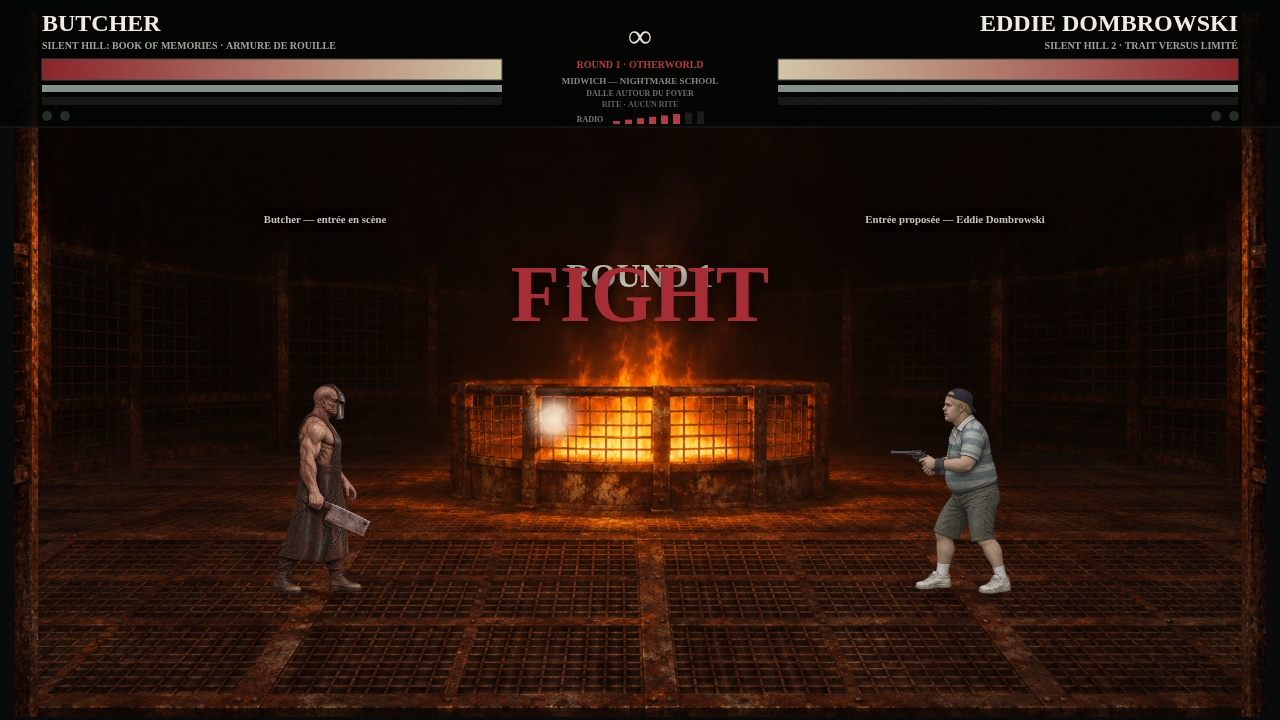 BUTCHER
SILENT HILL: BOOK OF MEMORIES · ARMURE DE ROUILLE
∞
ROUND 1 · OTHERWORLD
MIDWICH — NIGHTMARE SCHOOL
DALLE AUTOUR DU FOYER
RITE · AUCUN RITE
RADIO
EDDIE DOMBROWSKI
SILENT HILL 2 · TRAIT VERSUS LIMITÉ
Butcher — entrée en scène
Entrée proposée — Eddie Dombrowski
ROUND 1
FIGHT